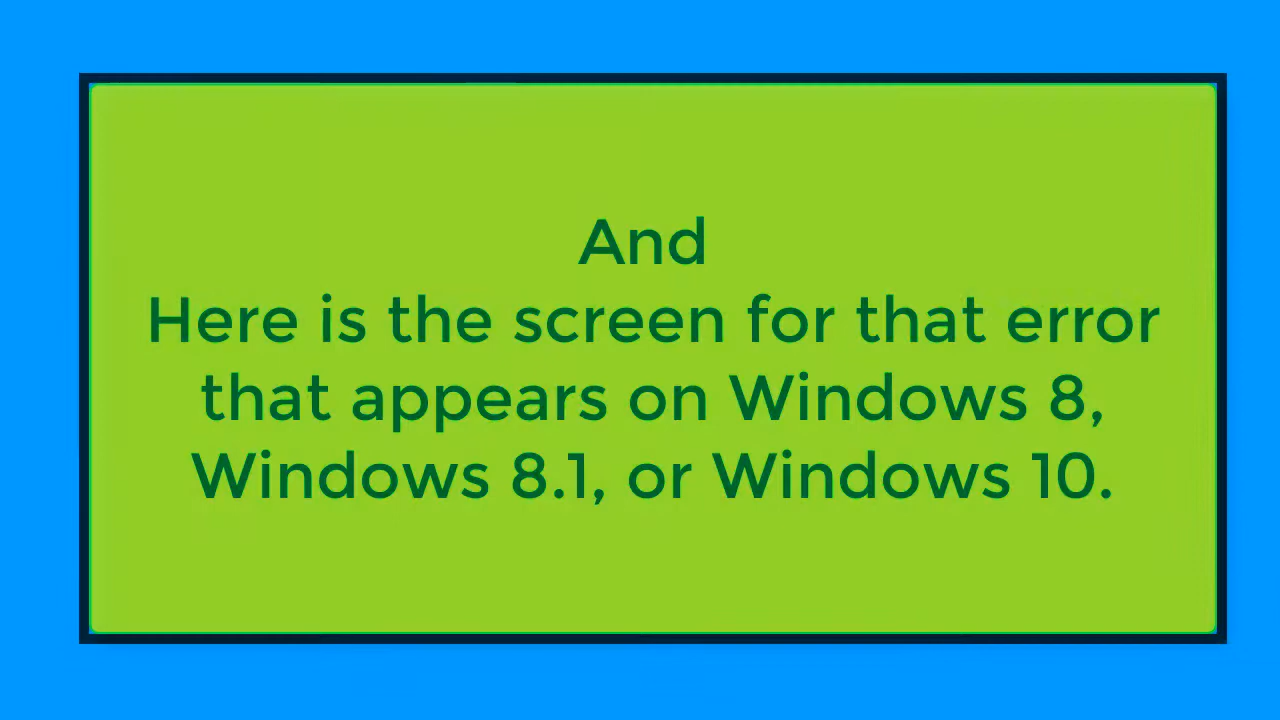 And
Here is the screen for that error
that appears on Windows 8,
Windows 8.1, or Windows 10.